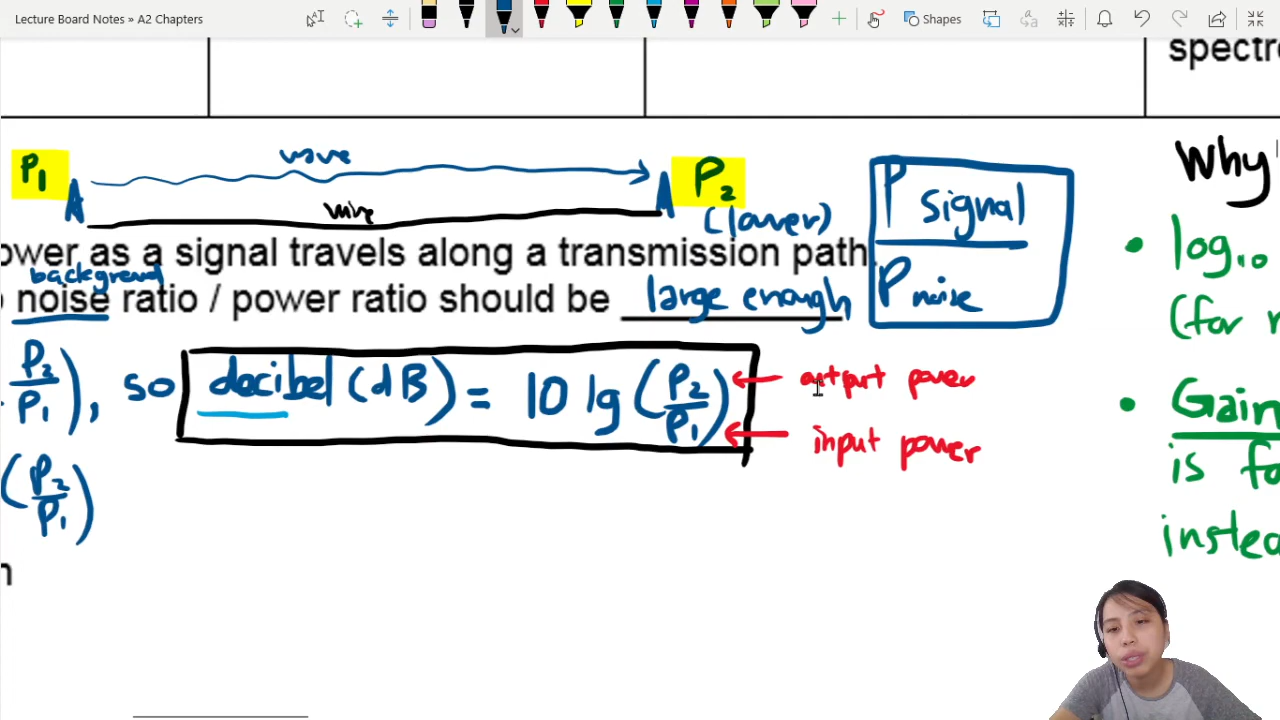 Lecture Board Notes » A2 Chapters
Shapes
spectr
P1
wave
wire
P2
(lower)
P signal
P noise
Why
ower as a signal travels along a transmission path.
background
noise ratio / power ratio should be large enough
log10
(for r
P2/P1), so decibel (dB) = 10 lg (P2/P1)
output power
input power
Gain
is fo
(P2/P1)
instea
n